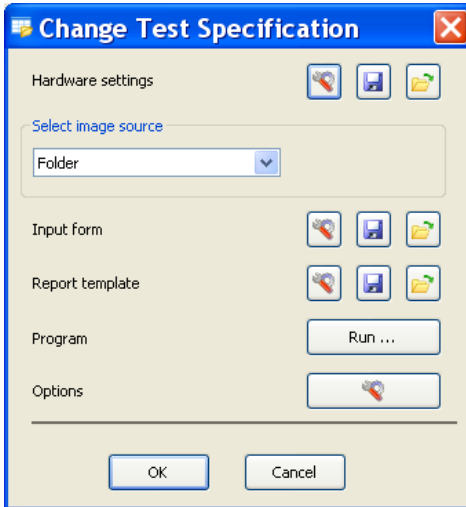 Change Test Specification
Hardware settings
Select image source
Folder
Input form
Report template
Program
Run ...
Options
OK
Cancel